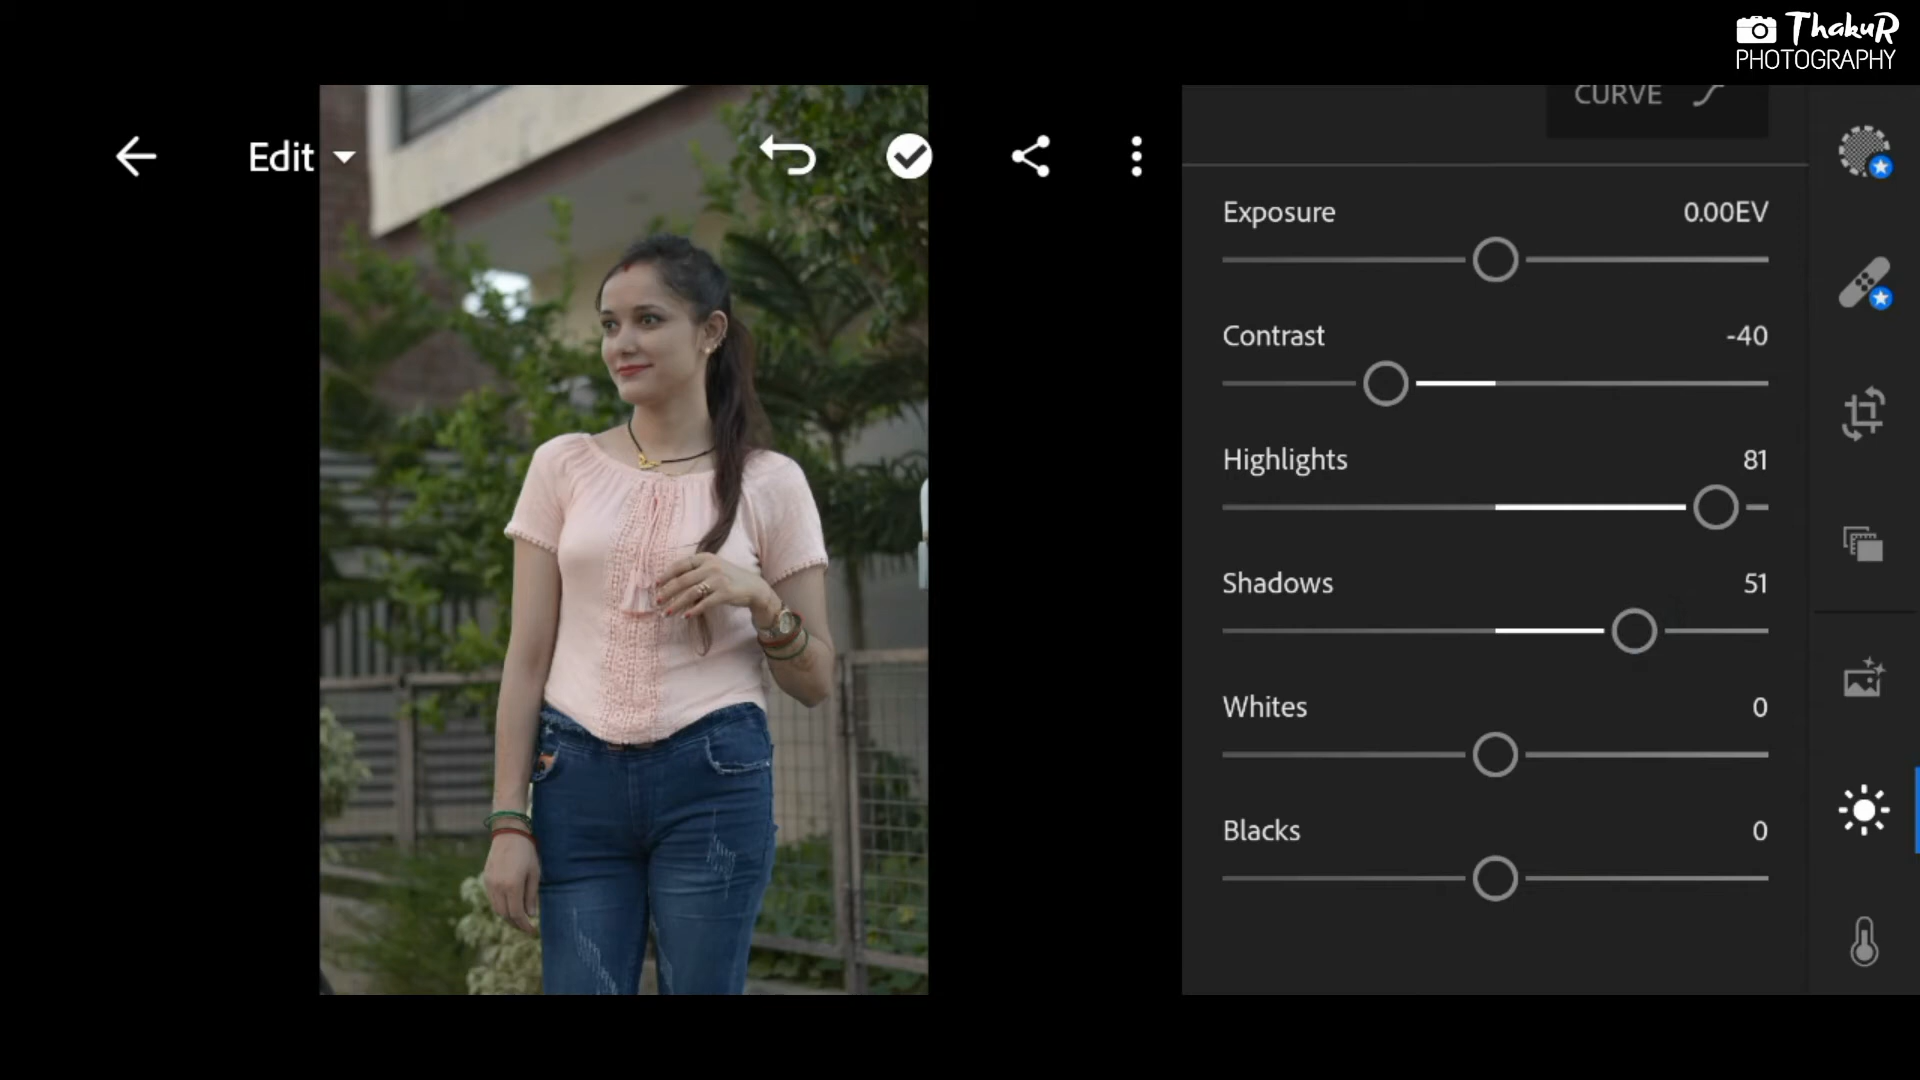 ThakuR
PHOTOGRAPHY
Edit
CURVE
Exposure 0.00EV
Contrast -40
Highlights 81
Shadows 51
Whites 0
Blacks 0